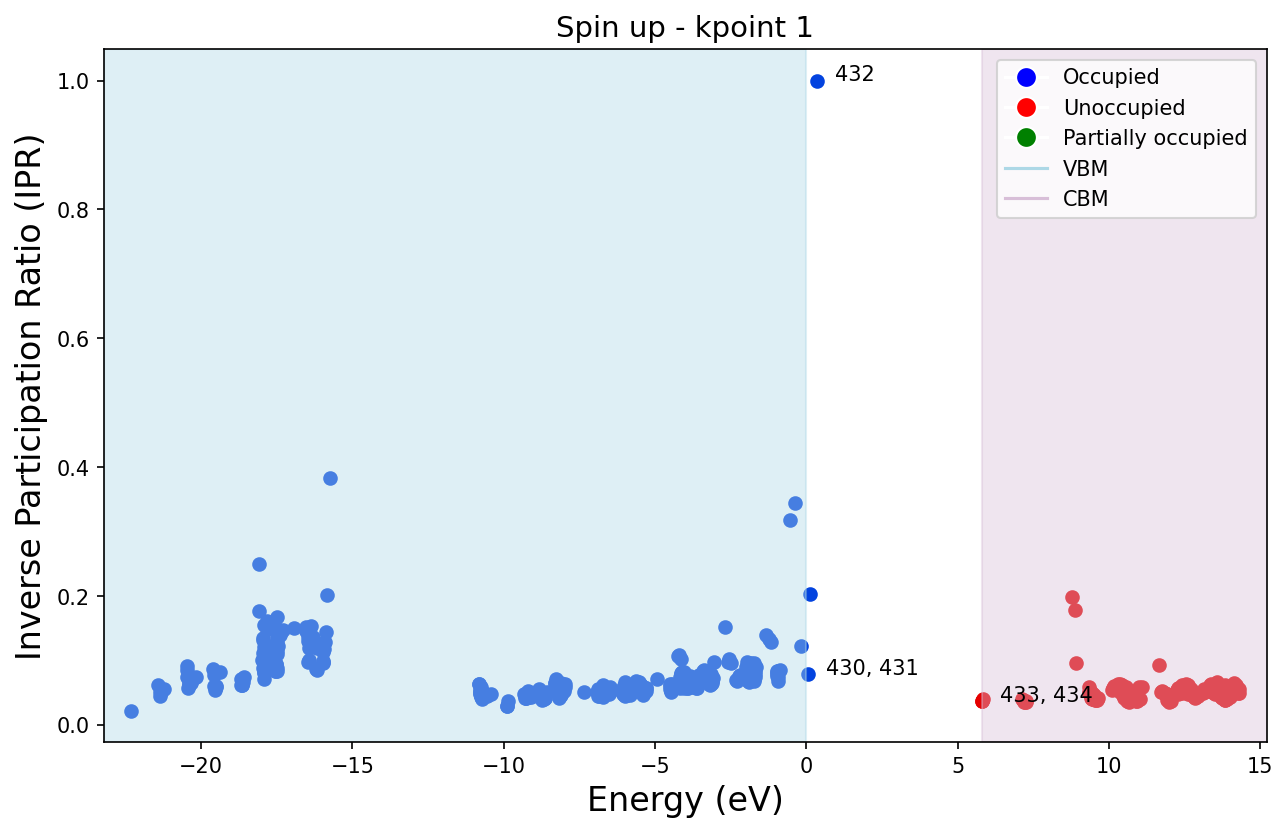 Spin up - kpoint 1
Inverse Participation Ratio (IPR)
1.0
0.8
0.6
0.4
0.2
0.0
432
430, 431
433, 434
Occupied
Unoccupied
Partially occupied
VBM
CBM
−20
−15
−10
−5
0
5
10
15
Energy (eV)